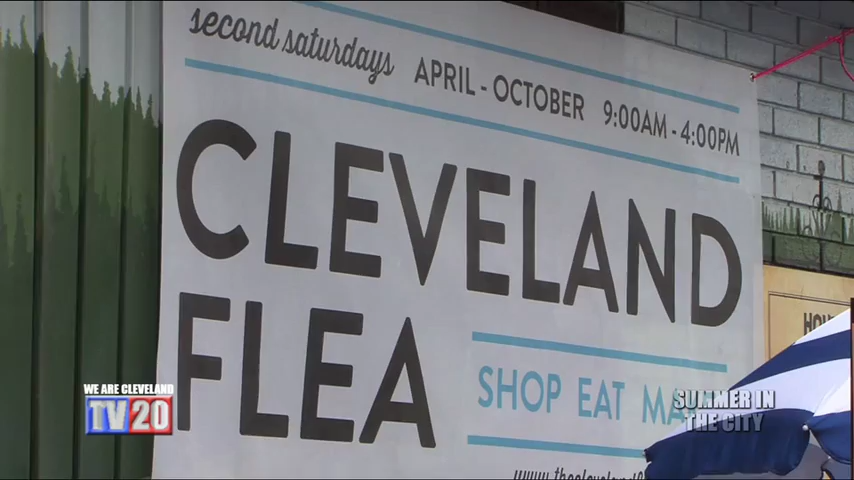 second saturdays APRIL - OCTOBER 9:00AM - 4:00PM
CLEVELAND
FLEA
SHOP EAT
WE ARE CLEVELAND
TV20
SUMMER IN
THE CITY